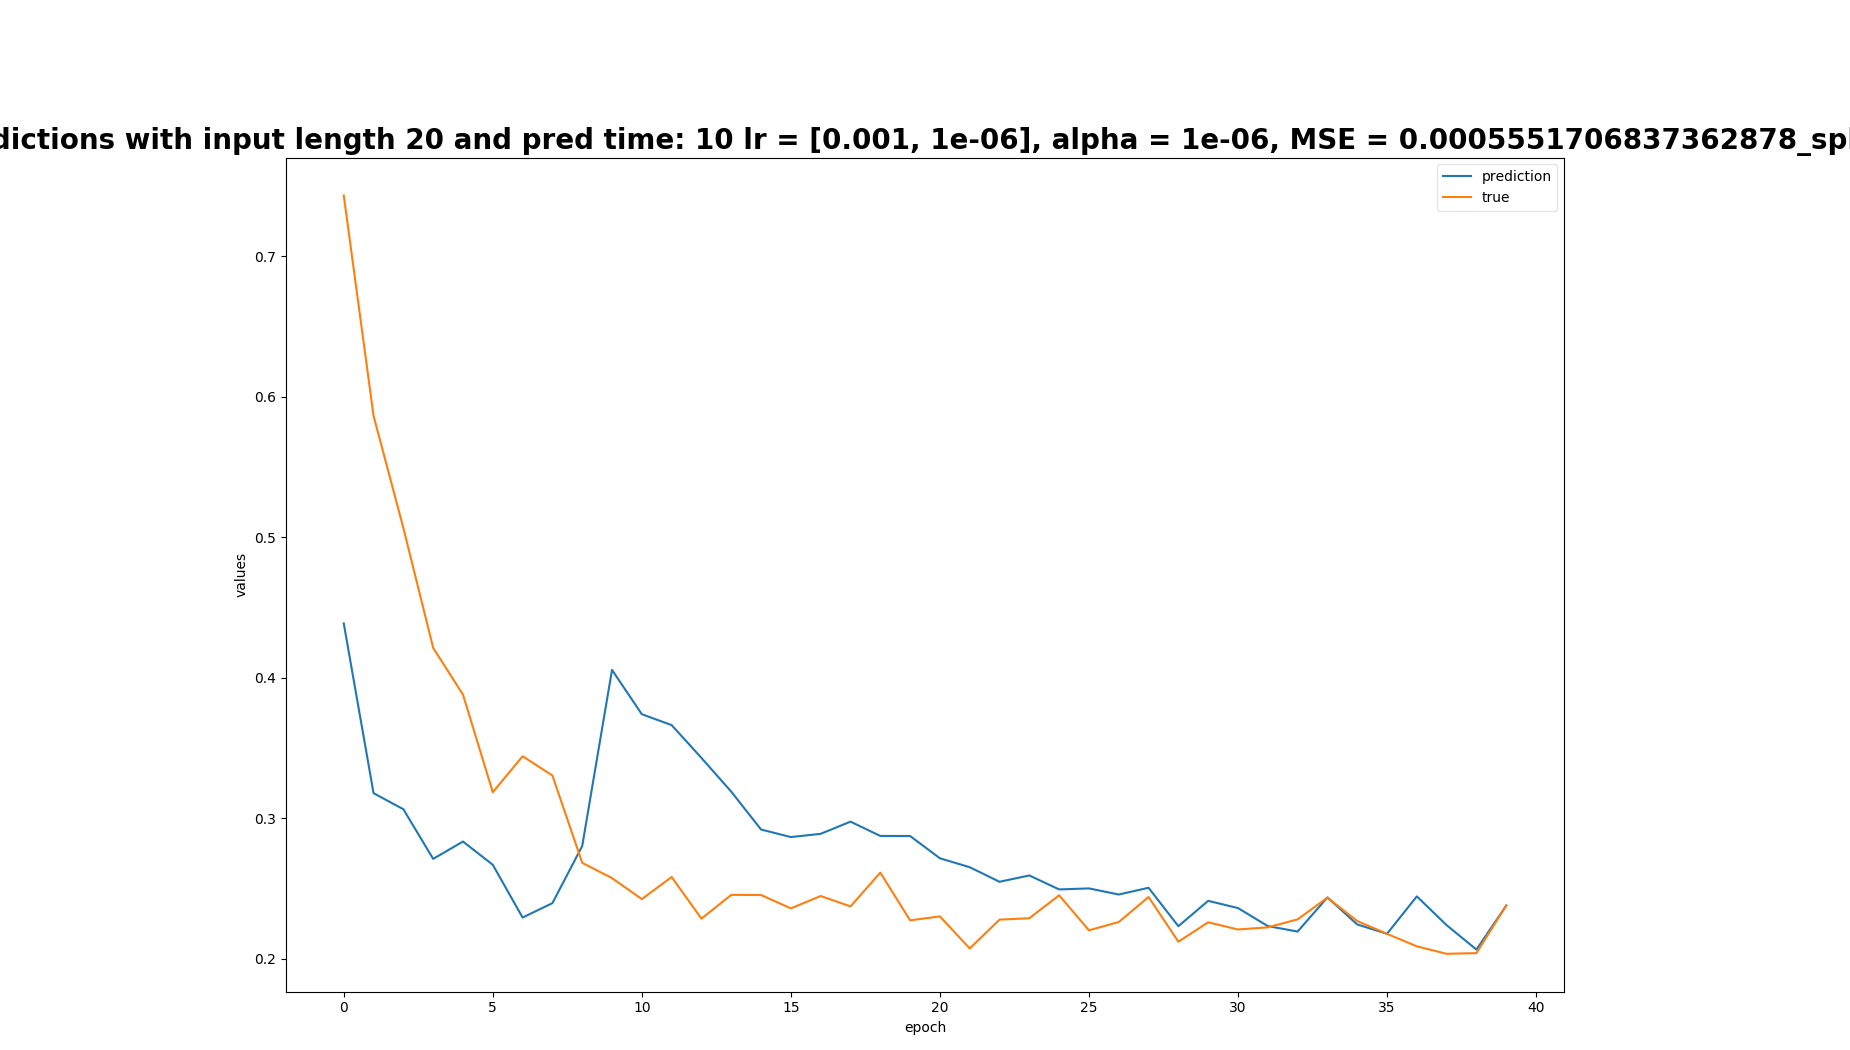 dictions with input length 20 and pred time: 10 lr = [0.001, 1e-06], alpha = 1e-06, MSE = 0.0005551706837362878_spl
prediction
true
0.7
0.6
0.5
0.4
0.3
0.2
values
0 5 10 15 20 25 30 35 40
epoch